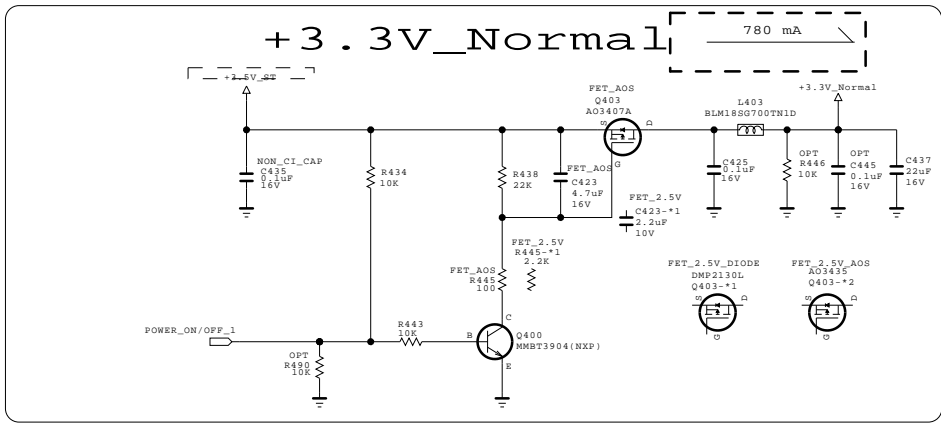 +3.3V_Normal
780 mA
+3.5V_ST
NON_CI_CAP
C435
0.1uF
16V
R434
10K
R438
22K
FET_AOS
C423
4.7uF
16V
FET_AOS
Q403
AO3407A
S
D
G
FET_2.5V
C423-*1
2.2uF
10V
L403
BLM18SG700TN1D
+3.3V_Normal
C425
0.1uF
16V
OPT
R446
10K
OPT
C445
0.1uF
16V
C437
22uF
16V
FET_2.5V
R445-*1
2.2K
FET_AOS
R445
100
FET_2.5V_DIODE
DMP2130L
Q403-*1
S
D
G
FET_2.5V_AOS
AO3435
Q403-*2
S
D
G
POWER_ON/OFF_1
OPT
R490
10K
R443
10K
B
C
E
Q400
MMBT3904(NXP)